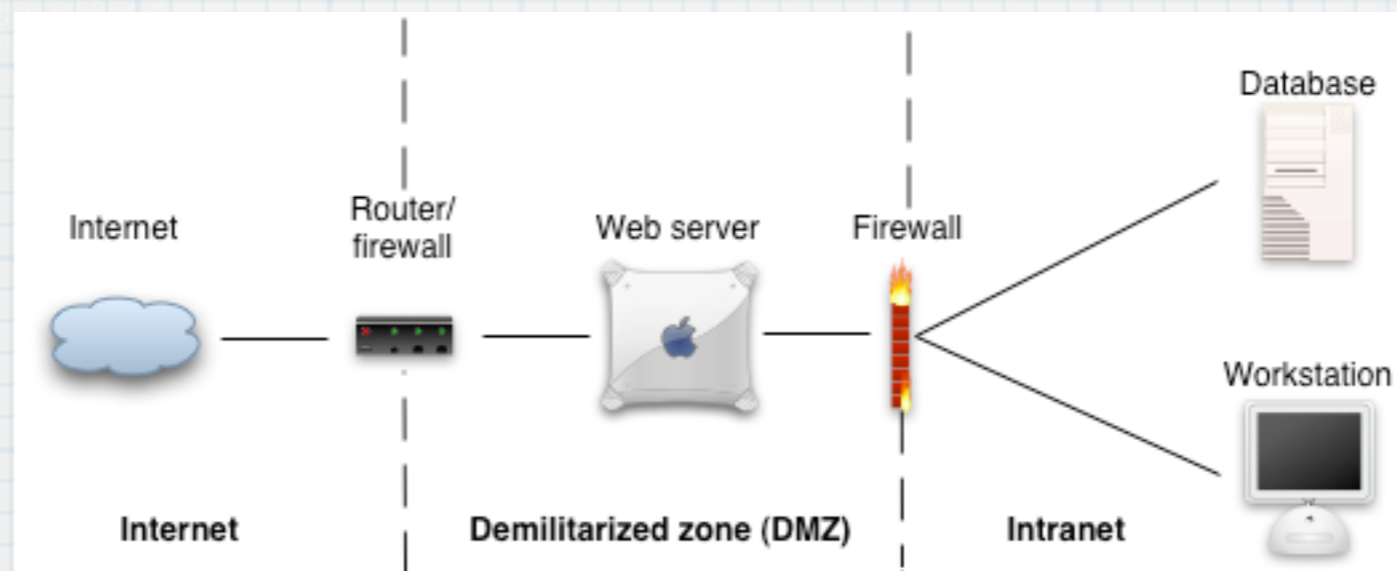 Database
Internet
Router/
firewall
Web server
Firewall
Workstation
Internet
Demilitarized zone (DMZ)
Intranet